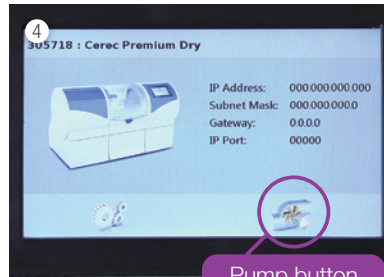 4
305718 : Cerec Premium Dry
IP Address: 000.000.000.000
Subnet Mask: 000.000.000.0
Gateway: 0.0.0.0
IP Port: 00000
Pump button